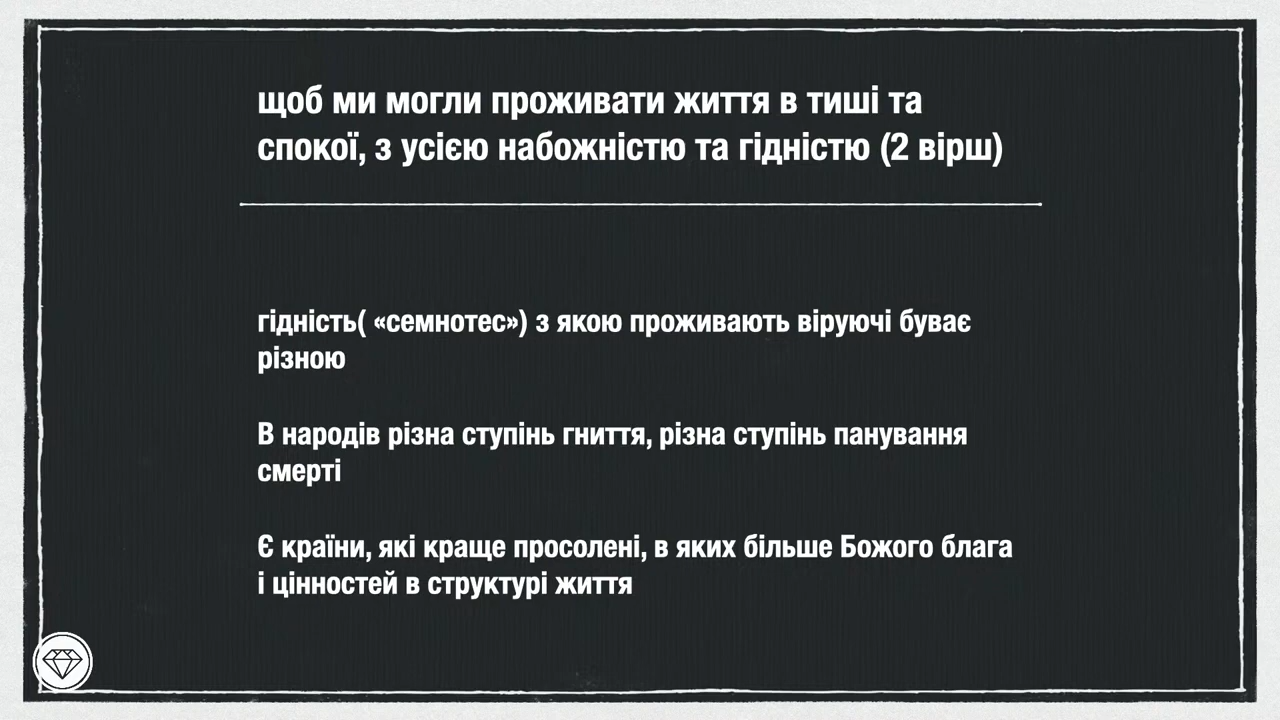 щоб ми могли проживати життя в тиші та
спокої, з усією набожністю та гідністю (2 вірш)
гідність( «семнотес») з якою проживають віруючі буває
різною
В народів різна ступінь гниття, різна ступінь панування
смерті
Є країни, які краще просолені, в яких більше Божого блага
і цінностей в структурі життя